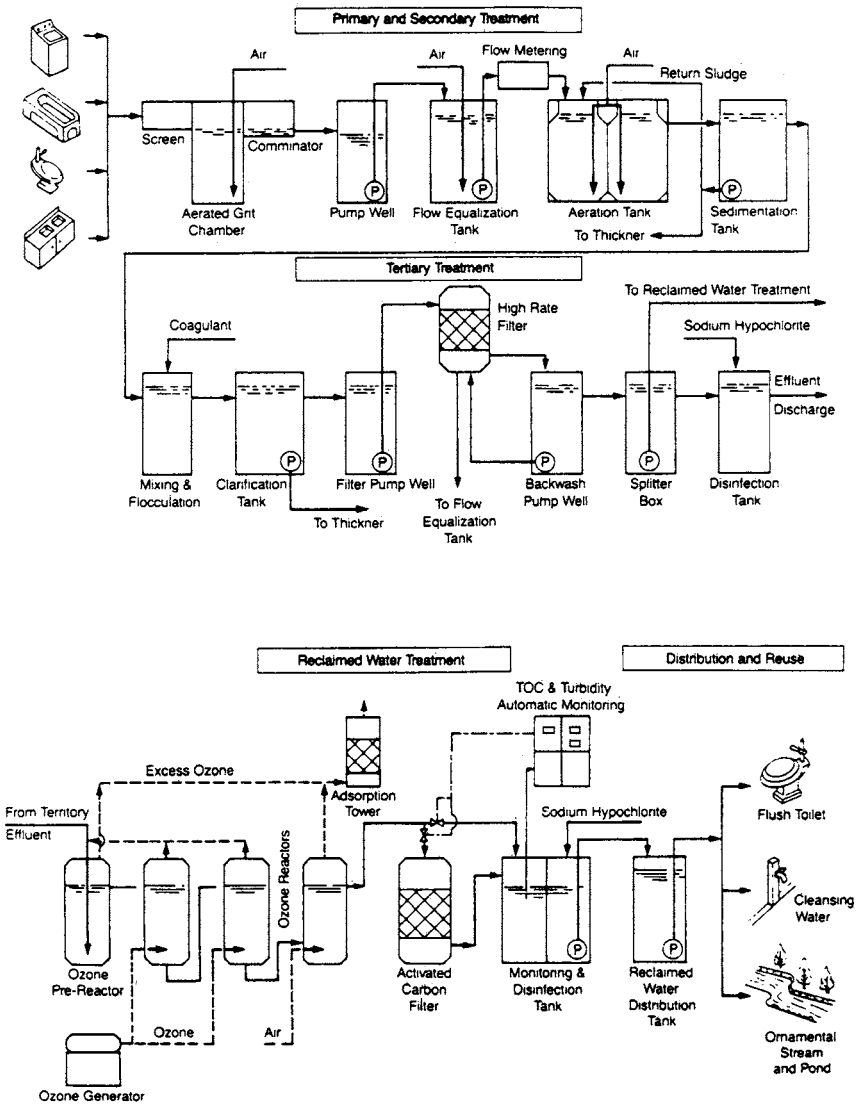 Primary and Secondary Treatment
Air
Air
Flow Metering
Air
Return Sludge
Screen
Comminator
Aerated Grit
Chamber
Pump Well
P
Flow Equalization
Tank
P
Aeration Tank
Sedimentation
Tank
P
To Thickner
Tertiary Treatment
To Reclaimed Water Treatment
Coagulant
High Rate
Filter
Sodium Hypochlorite
Effluent
Discharge
P
P
P
P
Mixing &
Flocculation
Clarification
Tank
Filter Pump Well
Backwash
Pump Well
Splitter
Box
Disinfection
Tank
To Thickner
To Flow
Equalization
Tank
Reclaimed Water Treatment
Distribution and Reuse
TOC & Turbidity
Automatic Monitoring
Excess Ozone
Adsorption
Tower
From Territory
Effluent
Ozone Reactors
Sodium Hypochlorite
Flush Toilet
Cleansing
Water
P
P
Ozone
Pre-Reactor
Activated
Carbon
Filter
Monitoring &
Disinfection
Tank
Reclaimed
Water
Distribution
Tank
Ozone
Air
Ornamental
Stream
and Pond
Ozone Generator